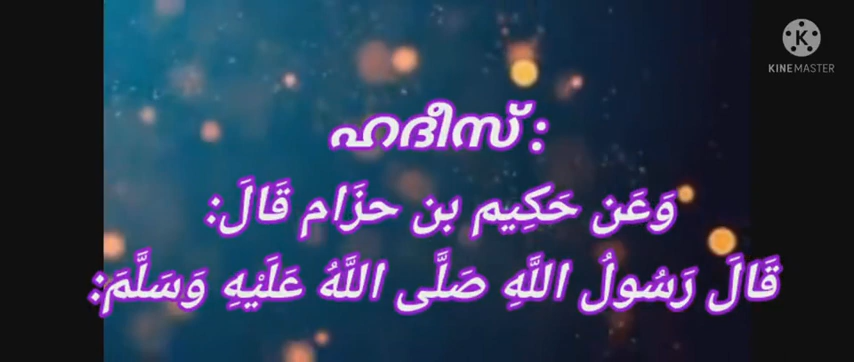 K
KINEMASTER
ഹദീസ് :
وَعَن حَكِيم بن حزَام قَالَ:
قَالَ رَسُولُ اللَّهِ صَلَّى اللَّهُ عَلَيْهِ وَسَلَّمَ: